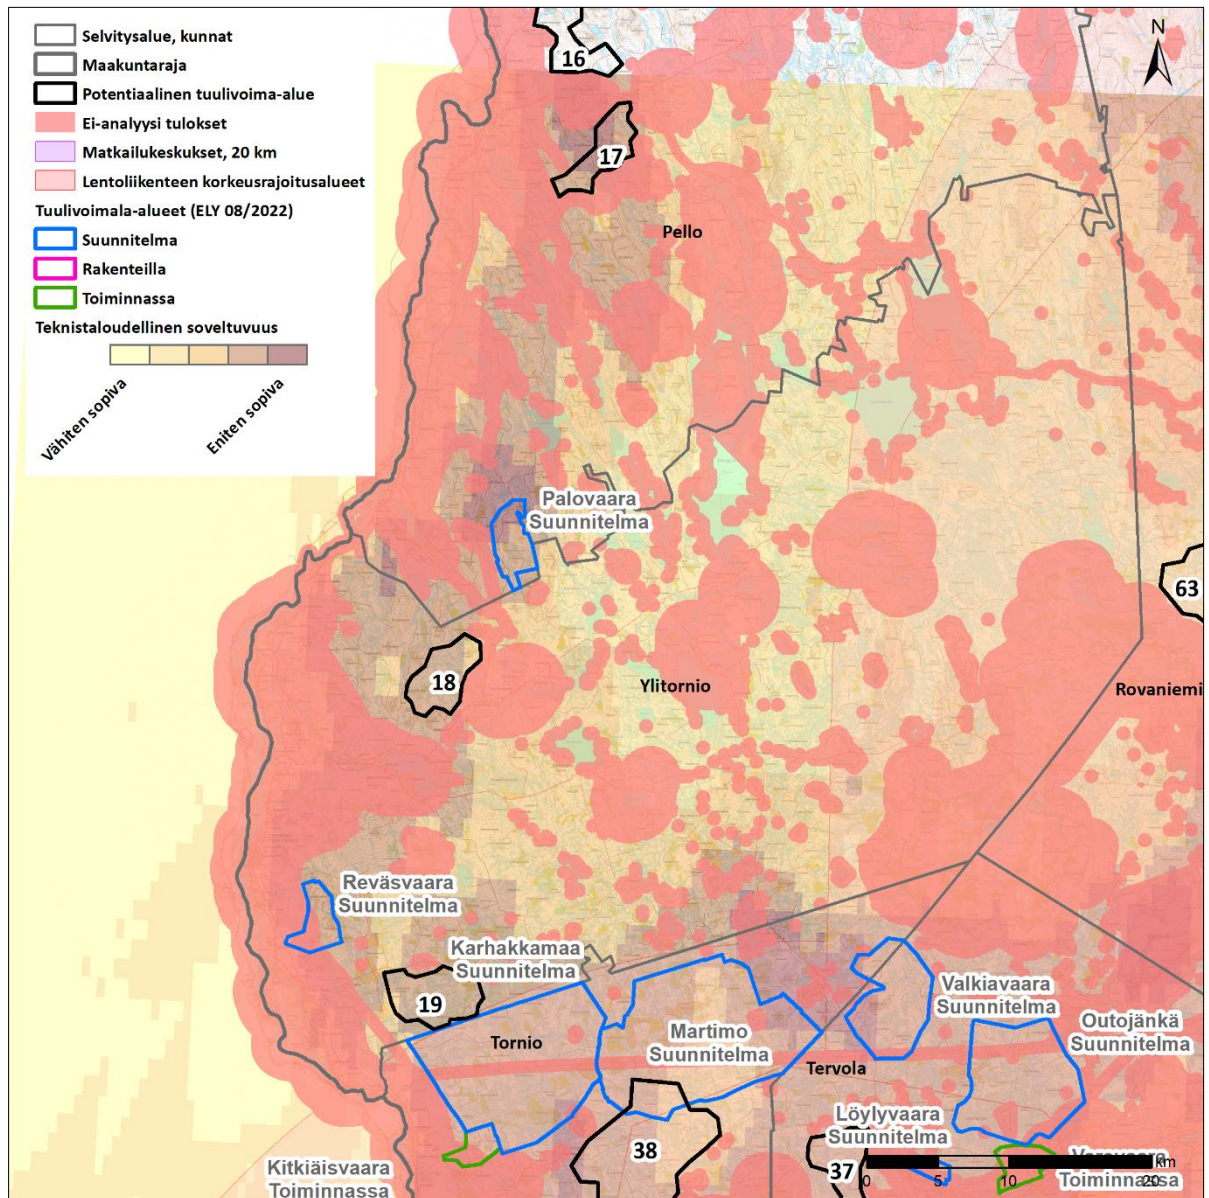 Selvitysalue, kunnat
Maakuntaraja
Potentiaalinen tuulivoima-alue
Ei-analyysi tulokset
Matkailukeskukset, 20 km
Lentoliikenteen korkeusrajoitusalueet
Tuulivoimala-alueet (ELY 08/2022)
Suunnitelma
Rakenteilla
Toiminnassa
Teknistaloudellinen soveltuvuus
Vähiten sopiva
Eniten sopiva
N
16
17
Pello
Palovaara
Suunnitelma
63
18
Ylitornio
Rovaniemi
Reväsvaara
Suunnitelma
Karhakkamaa
Suunnitelma
19
Tornio
Martimo
Suunnitelma
Valkiavaara
Suunnitelma
Outojänkä
Suunnitelma
Tervola
Löylyvaara
Suunnitelma
38
37
Kitkiäisvaara
Toiminnassa
Toiminnassa
km
0
5
10
20